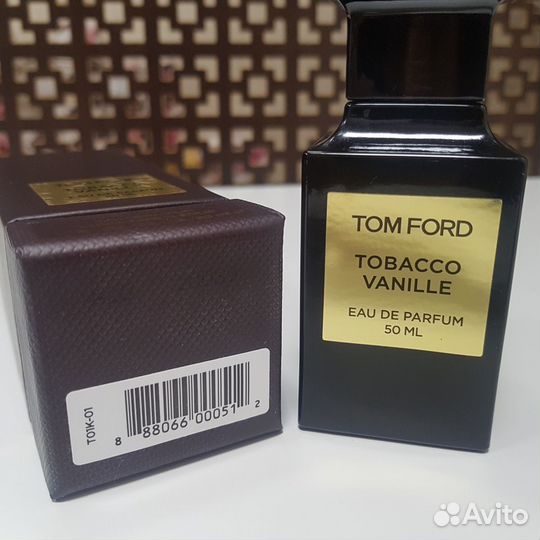 TOM FORD
TOBACCO
VANILLE
EAU DE PARFUM
50 ML
T01K-01
8 88066 00051 2
Avito